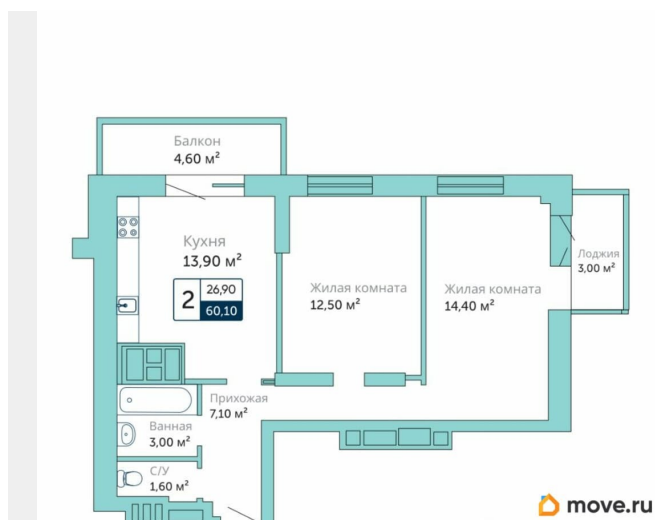 Балкон
4,60 м²
Кухня
13,90 м²
2
26,90
60,10
Жилая комната
12,50 м²
Жилая комната
14,40 м²
Лоджия
3,00 м²
Прихожая
7,10 м²
Ванная
3,00 м²
С/У
1,60 м²
move.ru